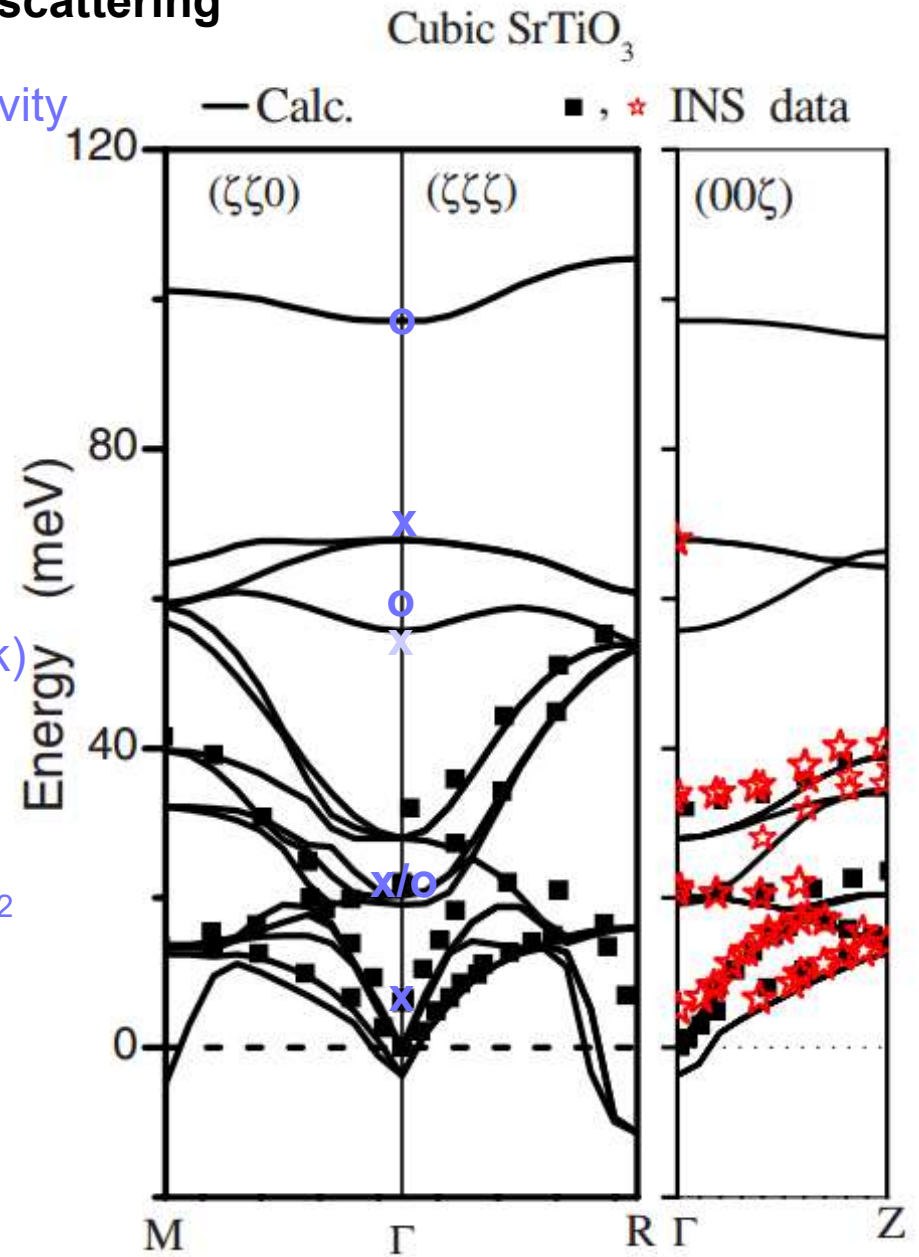 scattering
Cubic SrTiO3
vity
Calc.
, INS data
120
(ζζ0) (ζζζ) (00ζ)
o
80
x
o
x
k)
40
x/o
2
x
0
Energy (meV)
M Γ R Γ Z